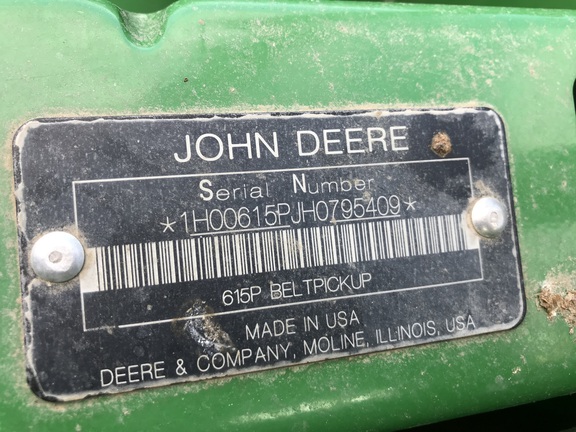 JOHN DEERE
Serial Number
*1H00615PJH0795409*
615P BELTPICKUP
MADE IN USA
DEERE & COMPANY, MOLINE, ILLINOIS, USA